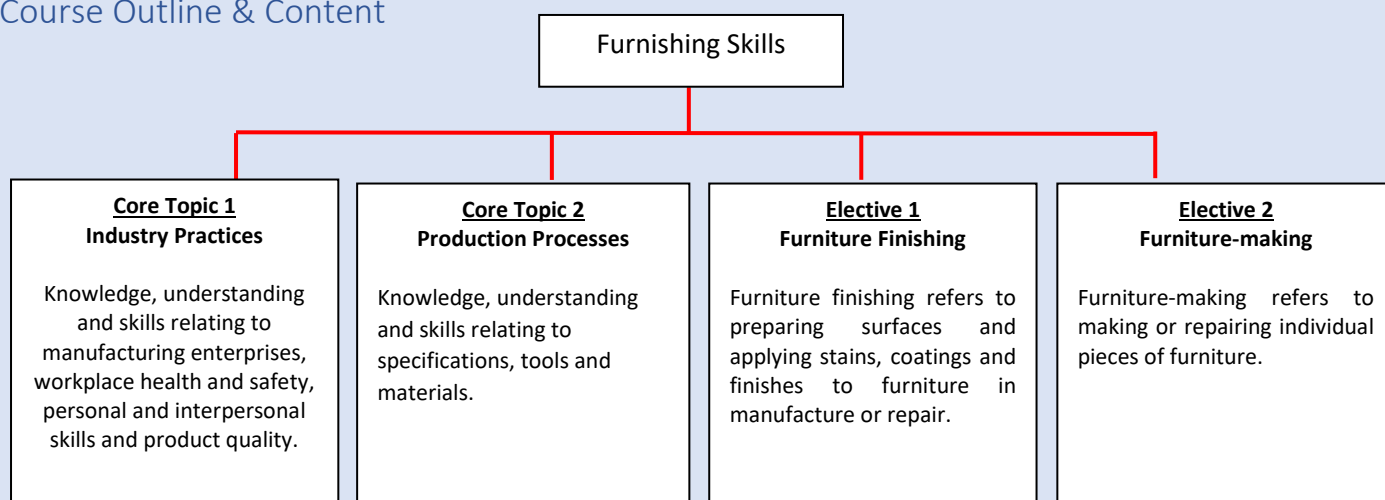 Course Outline & Content
Furnishing Skills
Core Topic 1
Industry Practices
Knowledge, understanding
and skills relating to
manufacturing enterprises,
workplace health and safety,
personal and interpersonal
skills and product quality.
Core Topic 2
Production Processes
Knowledge, understanding
and skills relating to
specifications, tools and
materials.
Elective 1
Furniture Finishing
Furniture finishing refers to
preparing surfaces and
applying stains, coatings and
finishes to furniture in
manufacture or repair.
Elective 2
Furniture-making
Furniture-making refers to
making or repairing individual
pieces of furniture.